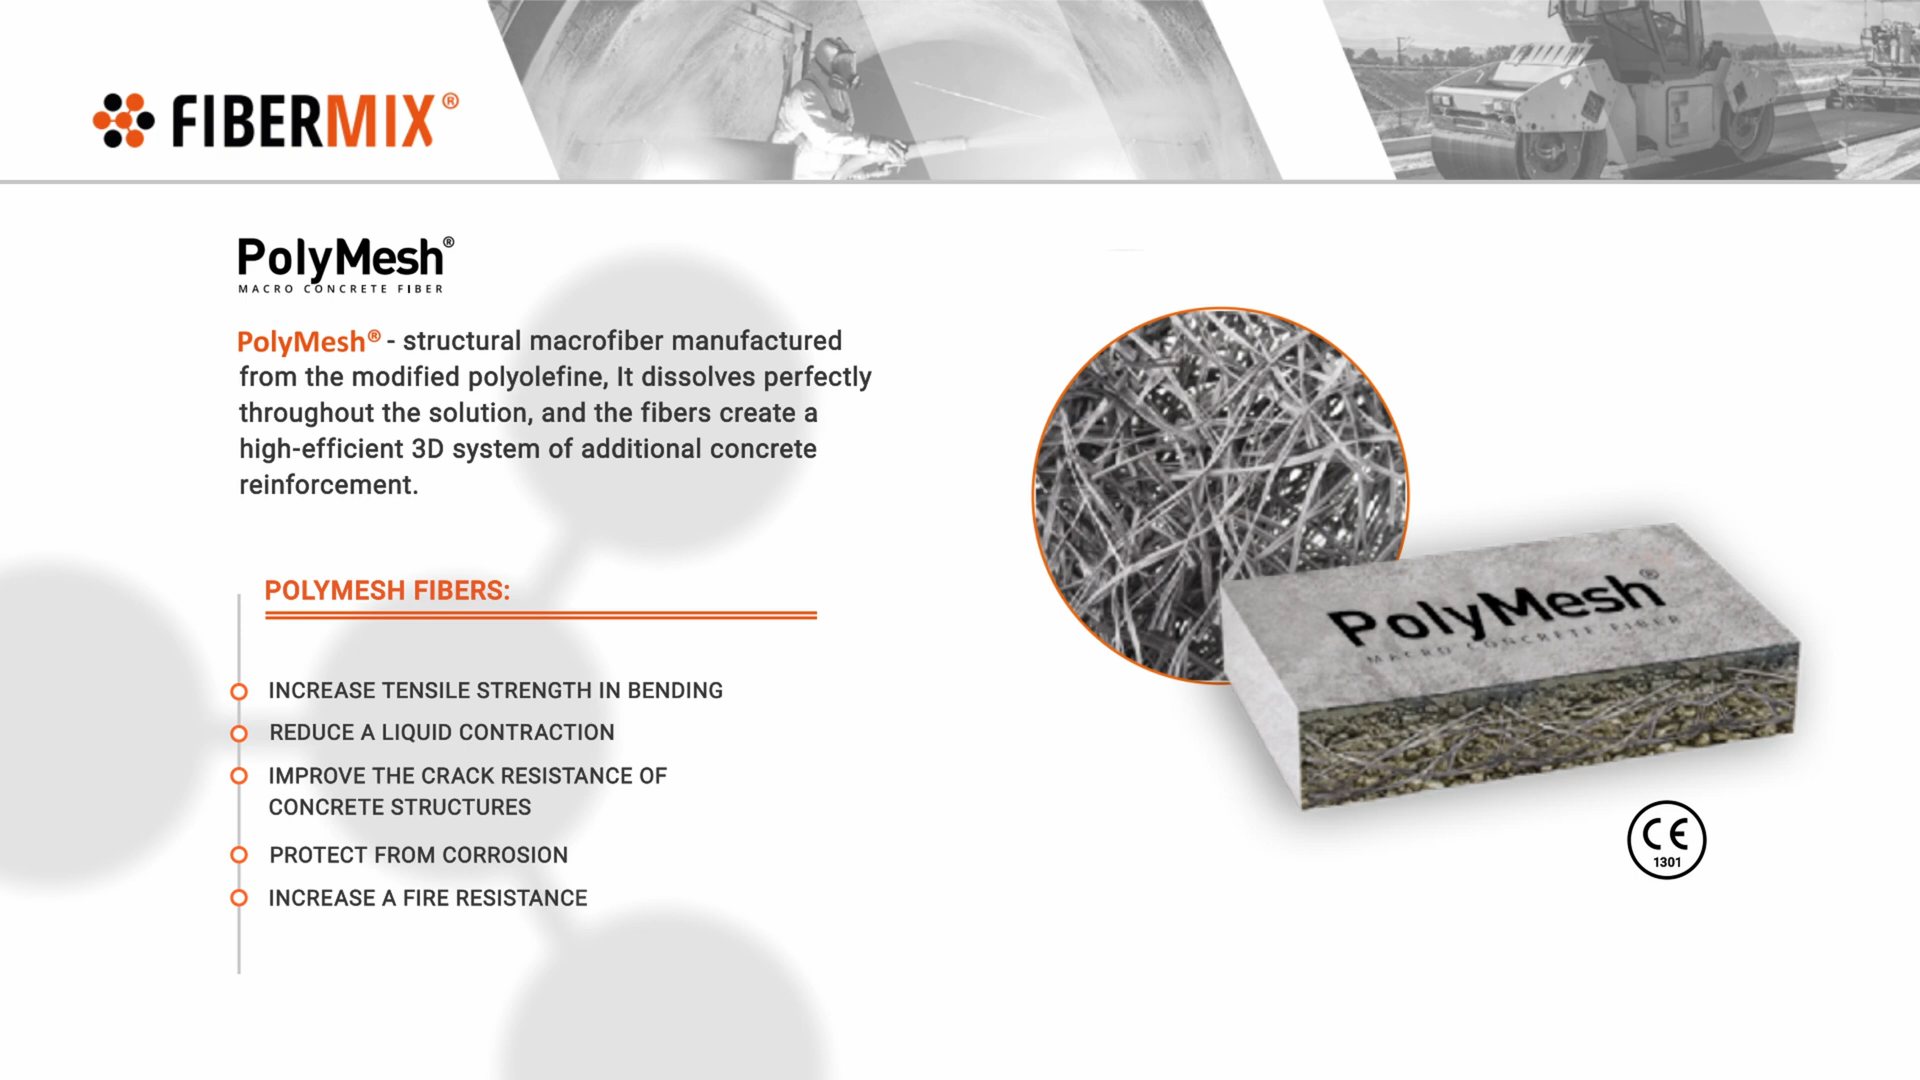 FIBERMIX®
PolyMesh®
MACRO CONCRETE FIBER
PolyMesh® - structural macrofiber manufactured
from the modified polyolefine, It dissolves perfectly
throughout the solution, and the fibers create a
high-efficient 3D system of additional concrete
reinforcement.
POLYMESH FIBERS:
INCREASE TENSILE STRENGTH IN BENDING
REDUCE A LIQUID CONTRACTION
IMPROVE THE CRACK RESISTANCE OF
CONCRETE STRUCTURES
PROTECT FROM CORROSION
INCREASE A FIRE RESISTANCE
PolyMesh®
MACRO CONCRETE FIBER
CE
1301